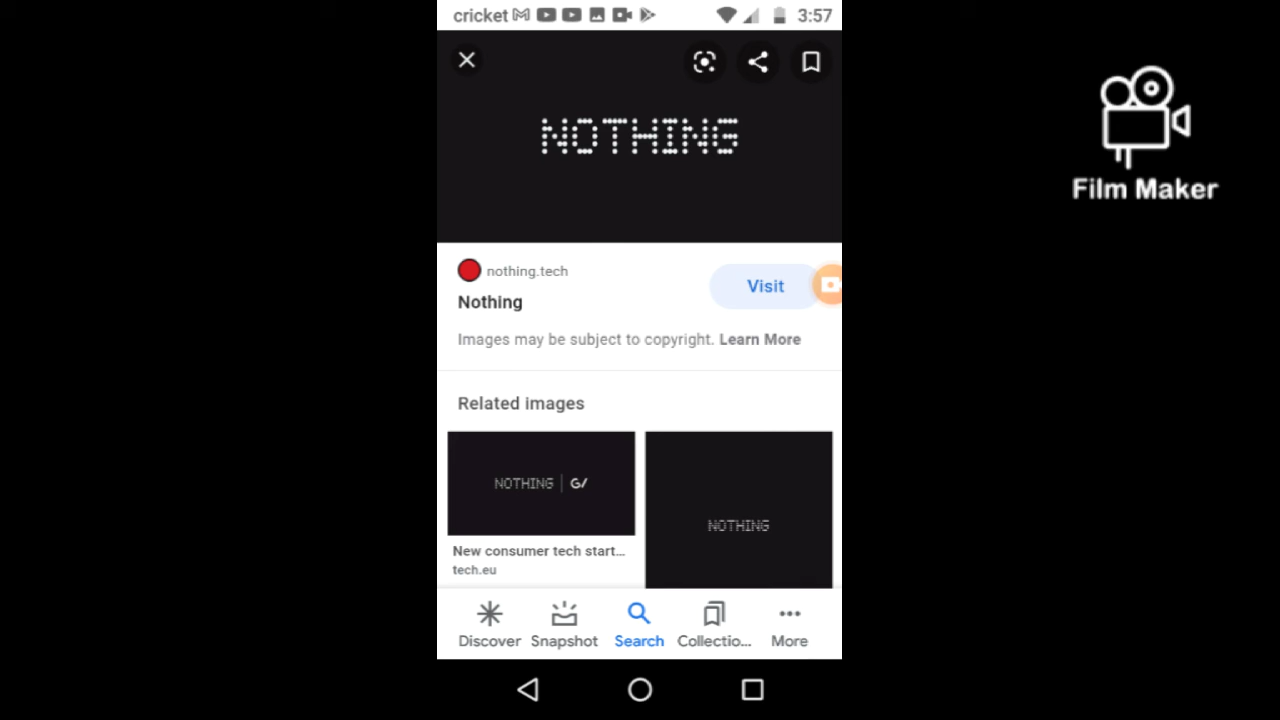 cricket 3:57
NOTHING
Film Maker
nothing.tech
Nothing
Visit
Images may be subject to copyright. Learn More
Related images
NOTHING | G/
NOTHING
New consumer tech start...
tech.eu
Discover Snapshot Search Collectio... More